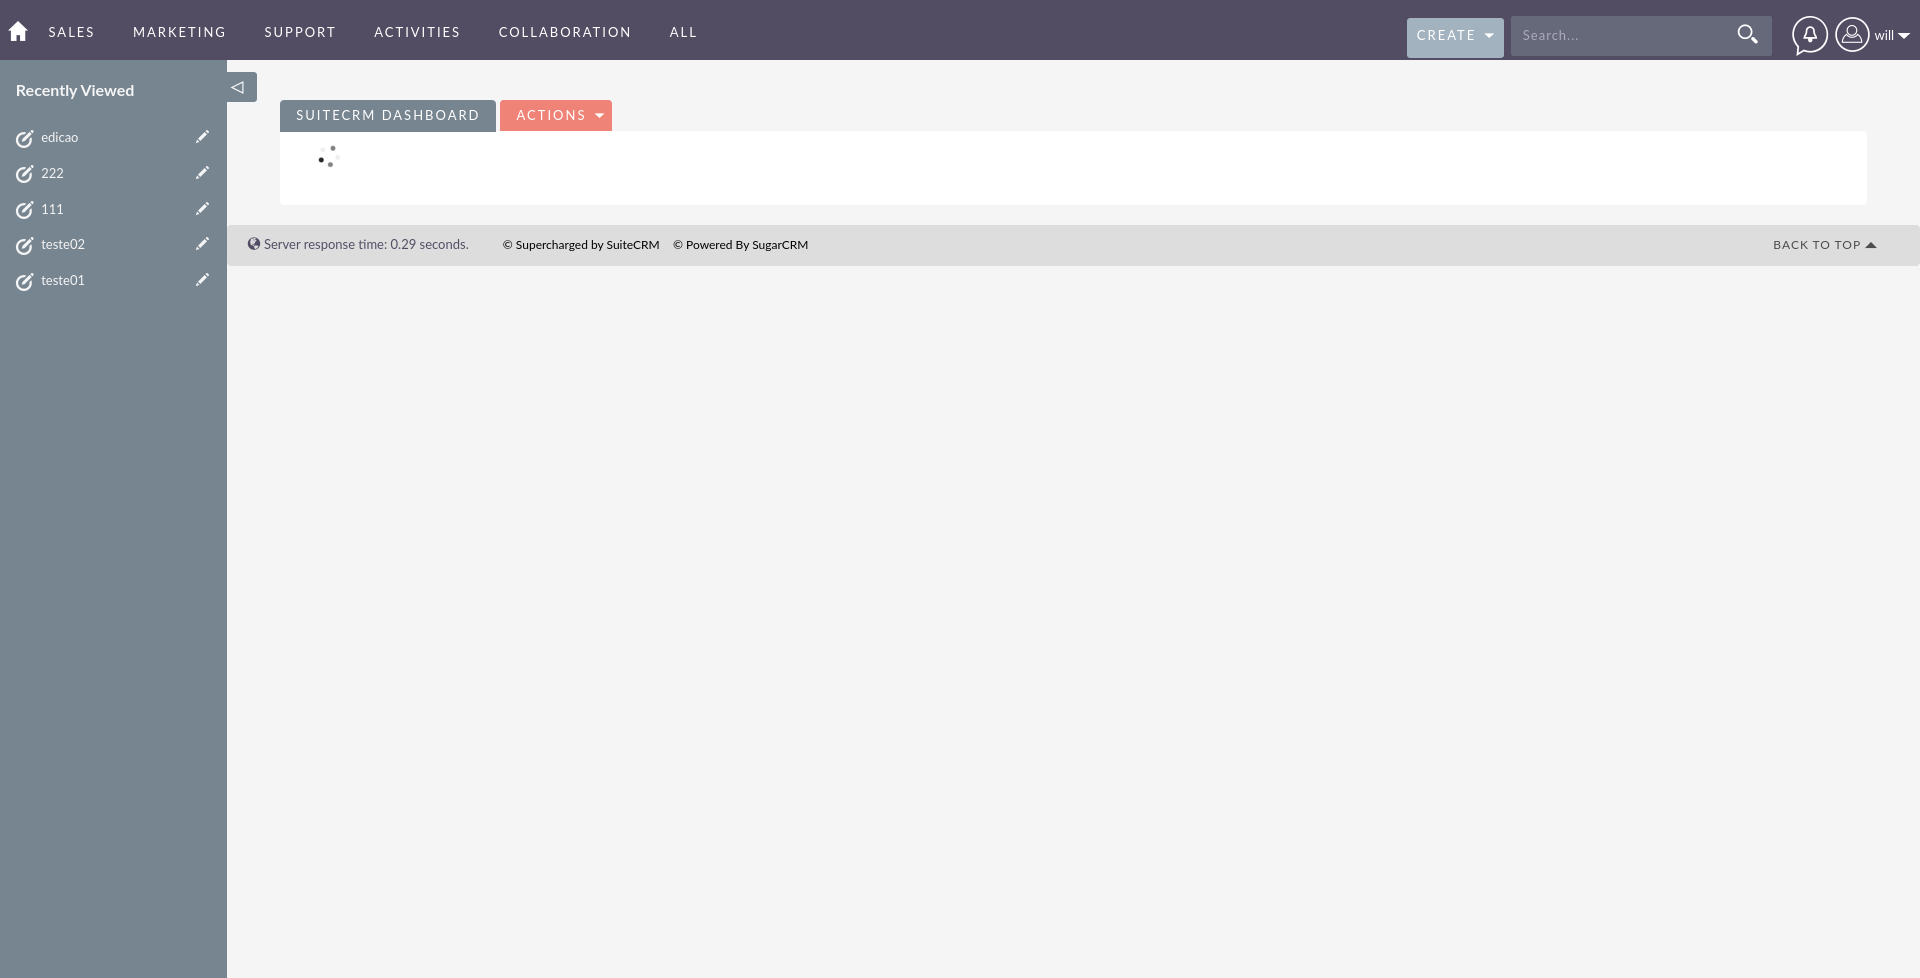 SALES MARKETING SUPPORT ACTIVITIES COLLABORATION ALL CREATE Search... will
Recently Viewed
edicao
222
111
teste02
teste01
SUITECRM DASHBOARD ACTIONS
Server response time: 0.29 seconds. © Supercharged by SuiteCRM © Powered By SugarCRM BACK TO TOP